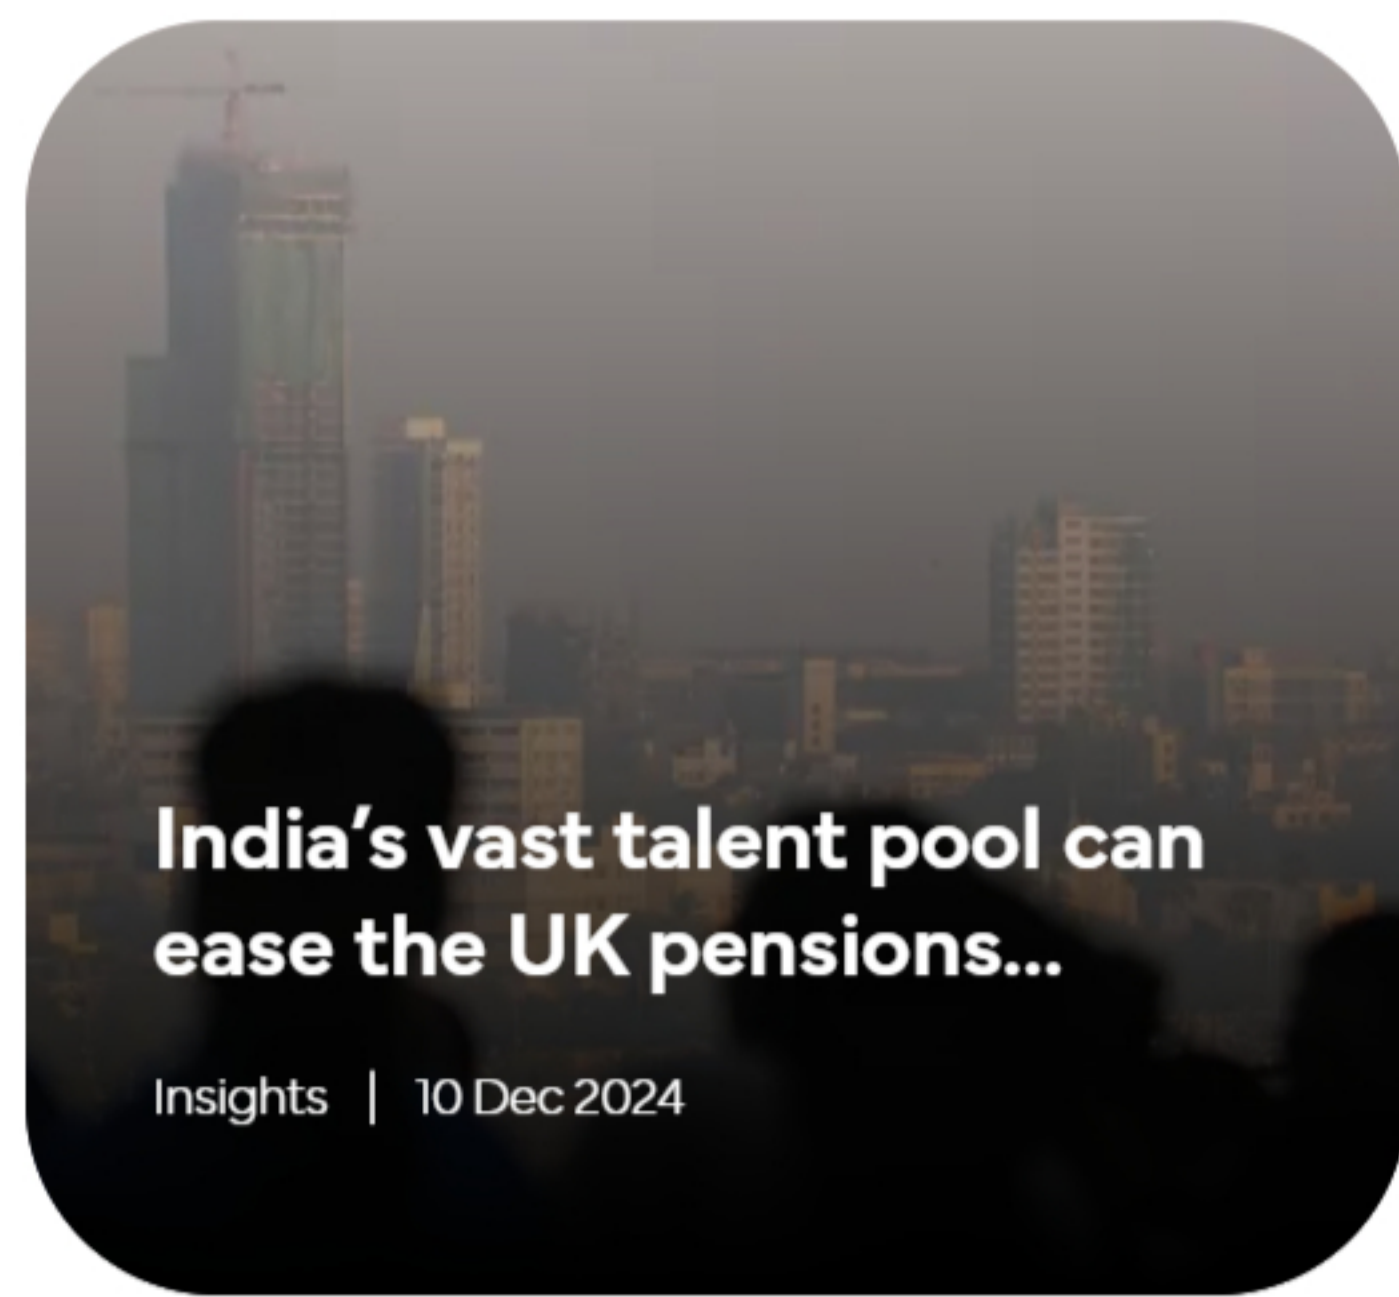 India’s vast talent pool can
ease the UK pensions...
Insights | 10 Dec 2024